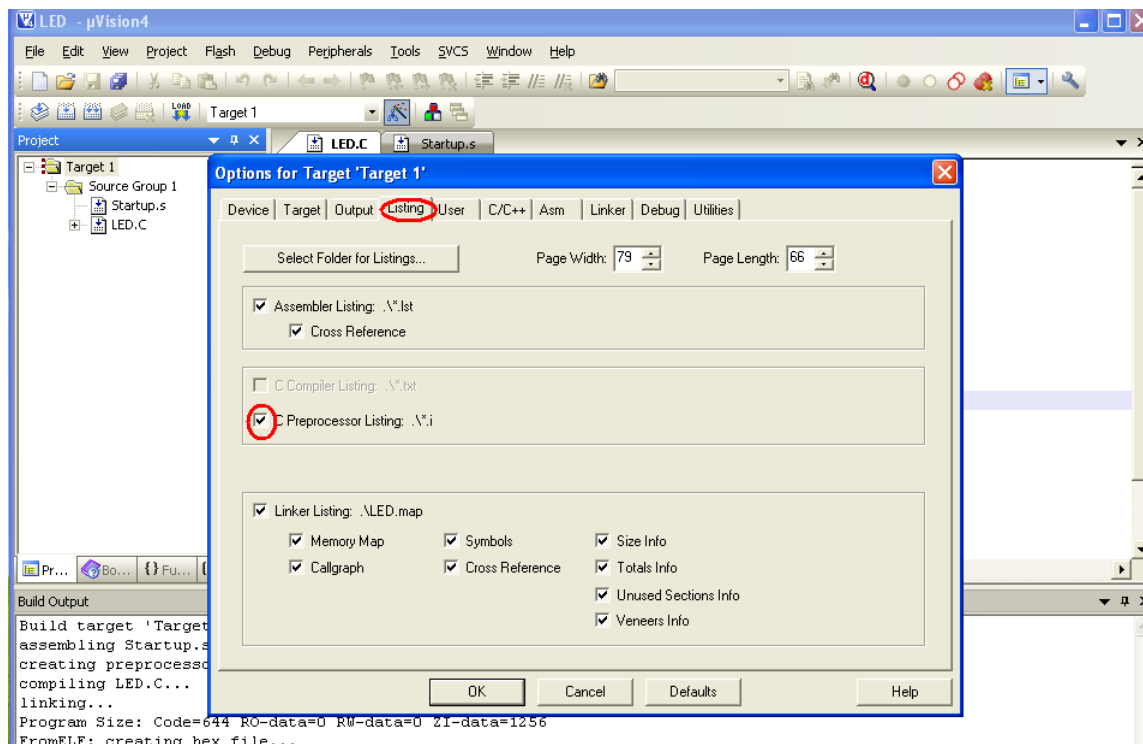 LED - µVision4
File Edit View Project Flash Debug Peripherals Tools SVCS Window Help
LOAD Target 1
Project
LED.C Startup.s
Target 1
Source Group 1
Startup.s
LED.C
Options for Target 'Target 1'
Device Target Output Listing User C/C++ Asm Linker Debug Utilities
Select Folder for Listings... Page Width: 79 Page Length: 66
Assembler Listing: .\*.lst
Cross Reference
C Compiler Listing: .\*.txt
C Preprocessor Listing: .\*.i
Linker Listing: .\LED.map
Memory Map Symbols Size Info
Callgraph Cross Reference Totals Info
Unused Sections Info
Veneers Info
OK Cancel Defaults Help
Pr... Bo... {} Fu...
Build Output
Build target 'Target
assembling Startup.s
creating preprocesso
compiling LED.C...
linking...
Program Size: Code=644 RO-data=0 RW-data=0 ZI-data=1256
FromELF: creating hex file...